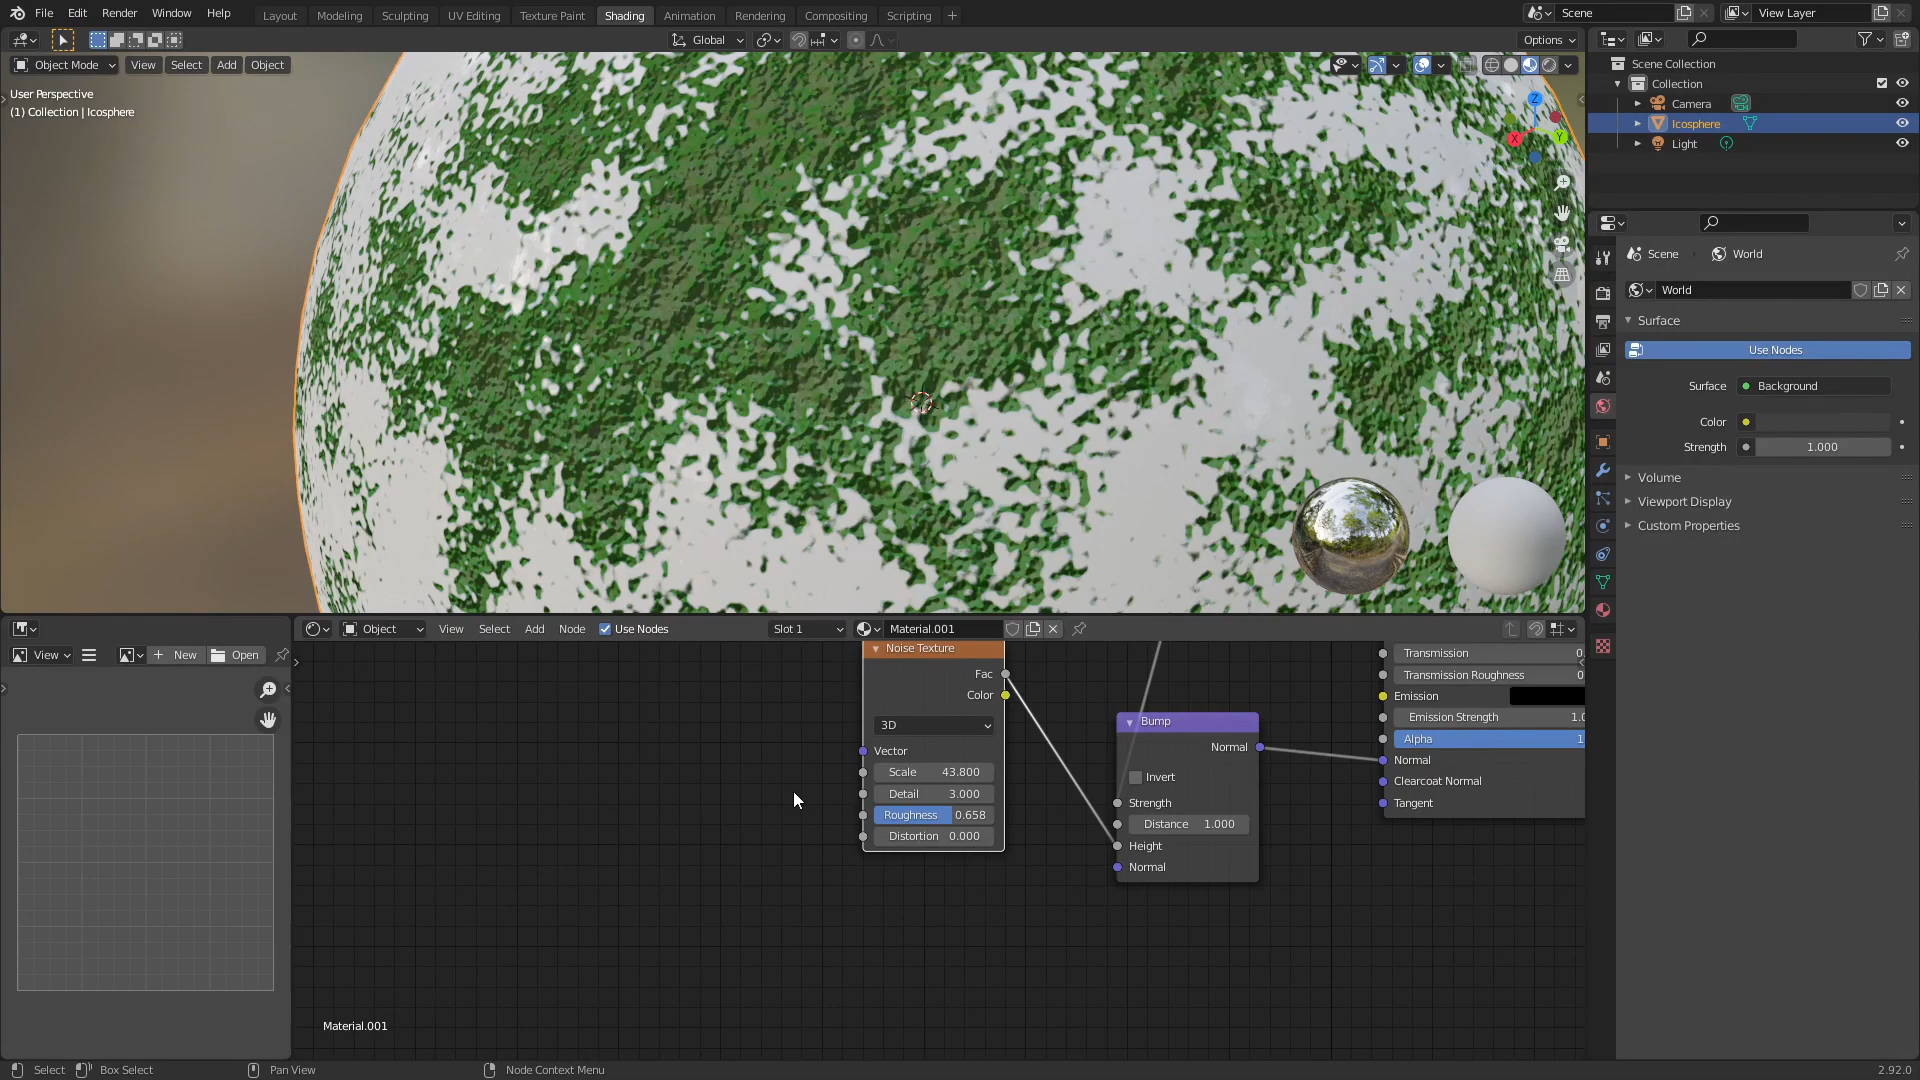 File Edit Render Window Help Layout Modeling Sculpting UV Editing Texture Paint Shading Animation Rendering Compositing Scripting + Scene View Layer
Global Options
Object Mode View Select Add Object
User Perspective
(1) Collection | Icosphere
Z
X Y
Scene Collection
Collection
Camera
Icosphere
Light
Scene World
World
Surface
Use Nodes
Surface Background
Color
Strength 1.000
Volume
Viewport Display
Custom Properties
Object View Select Add Node Use Nodes Slot 1 Material.001
View New Open
Noise Texture
Fac
Color
3D
Vector
Scale 43.800
Detail 3.000
Roughness 0.658
Distortion 0.000
Bump
Normal
Invert
Strength
Distance 1.000
Height
Normal
Transmission 0.
Transmission Roughness 0
Emission
Emission Strength 1.0
Alpha 1
Normal
Clearcoat Normal
Tangent
Material.001
Select Box Select Pan View Node Context Menu 2.92.0